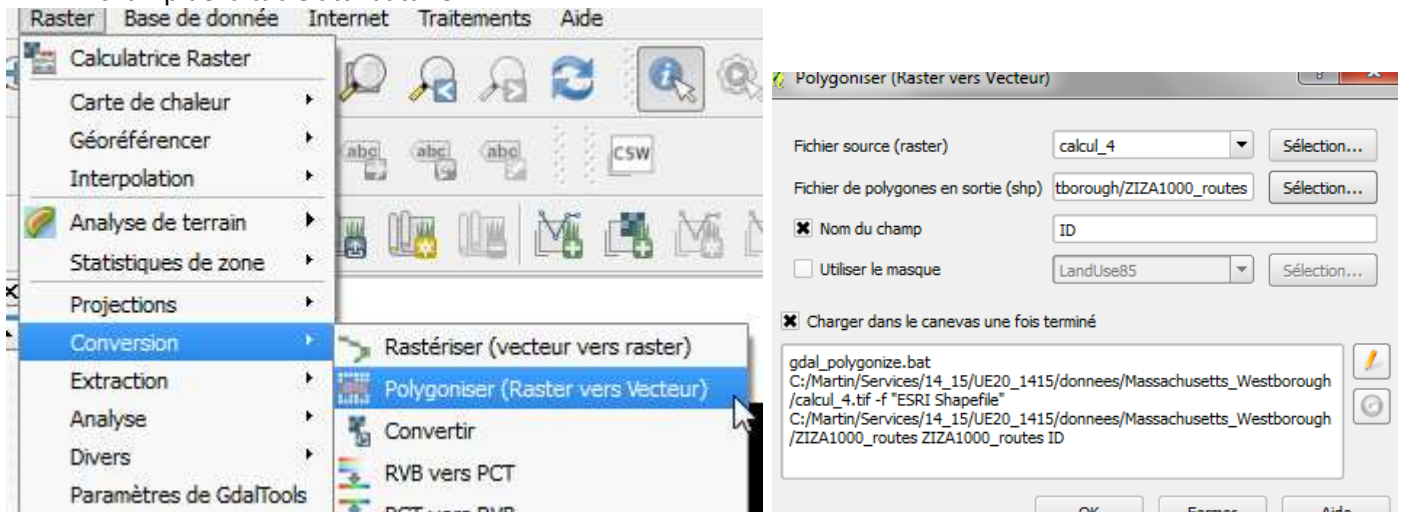 Raster Base de donnée Internet Traitements Aide
Calculatrice Raster
Carte de chaleur
Géoréférencer
Interpolation
Analyse de terrain
Statistiques de zone
Projections
Conversion
Extraction
Analyse
Divers
Paramètres de GdalTools
abc abc abc CSW
Rastériser (vecteur vers raster)
Polygoniser (Raster vers Vecteur)
Convertir
RVB vers PCT
PCT vers RVB
Polygoniser (Raster vers Vecteur)
Fichier source (raster) calcul_4 Sélection...
Fichier de polygones en sortie (shp) tborough/ZIZA1000_routes Sélection...
Nom du champ ID
Utiliser le masque LandUse85 Sélection...
Charger dans le canevas une fois terminé
gdal_polygonize.bat
C:/Martin/Services/14_15/UE20_1415/donnees/Massachusetts_Westborough
/calcul_4.tif -f "ESRI Shapefile"
C:/Martin/Services/14_15/UE20_1415/donnees/Massachusetts_Westborough
/ZIZA1000_routes ZIZA1000_routes ID
OK Fermer Aide